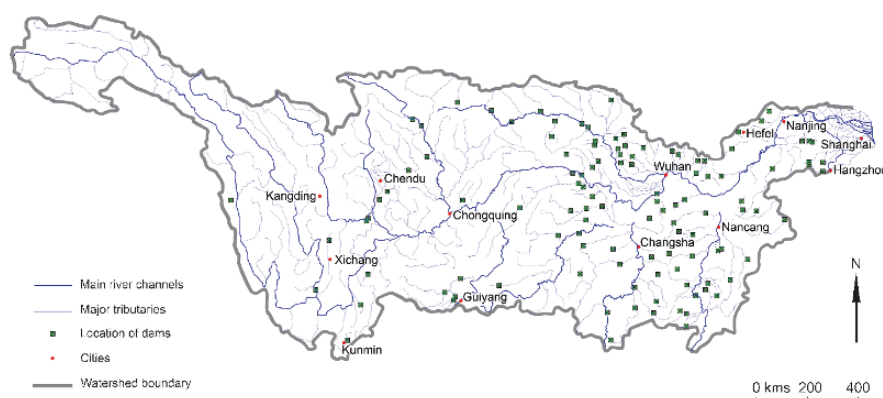 Nanjing
Hefei
Shanghai
Wuhan
Hangzhou
Chendu
Kangding
Chongquing
Nancang
Changsha
Xichang
N
Main river channels
Guiyang
Major tributaries
Location of dams
Kunmin
Cities
Watershed boundary
0 kms 200 400